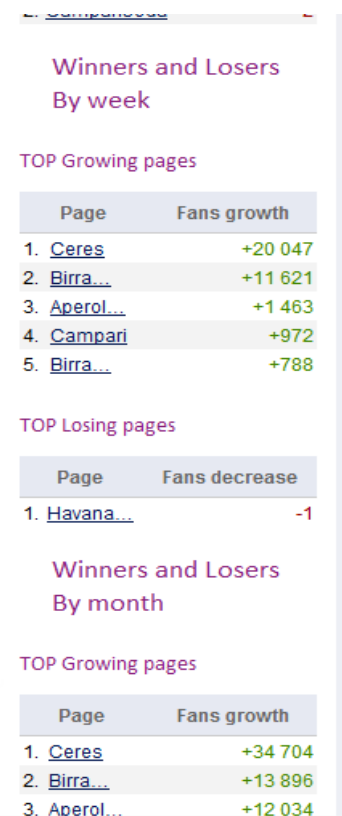 Winners and Losers
By week
TOP Growing pages
Page Fans growth
1. Ceres +20 047
2. Birra... +11 621
3. Aperol... +1 463
4. Campari +972
5. Birra... +788
TOP Losing pages
Page Fans decrease
1. Havana... -1
Winners and Losers
By month
TOP Growing pages
Page Fans growth
1. Ceres +34 704
2. Birra... +13 896
3. Aperol... +12 034